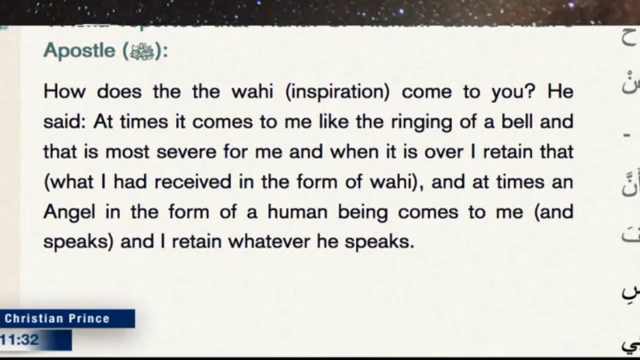 reported that
Apostle (ﷺ):
How does the the wahi (inspiration) come to you? He
said: At times it comes to me like the ringing of a bell and
that is most severe for me and when it is over I retain that
(what I had received in the form of wahi), and at times an
Angel in the form of a human being comes to me (and
speaks) and I retain whatever he speaks.
Christian Prince
11:32